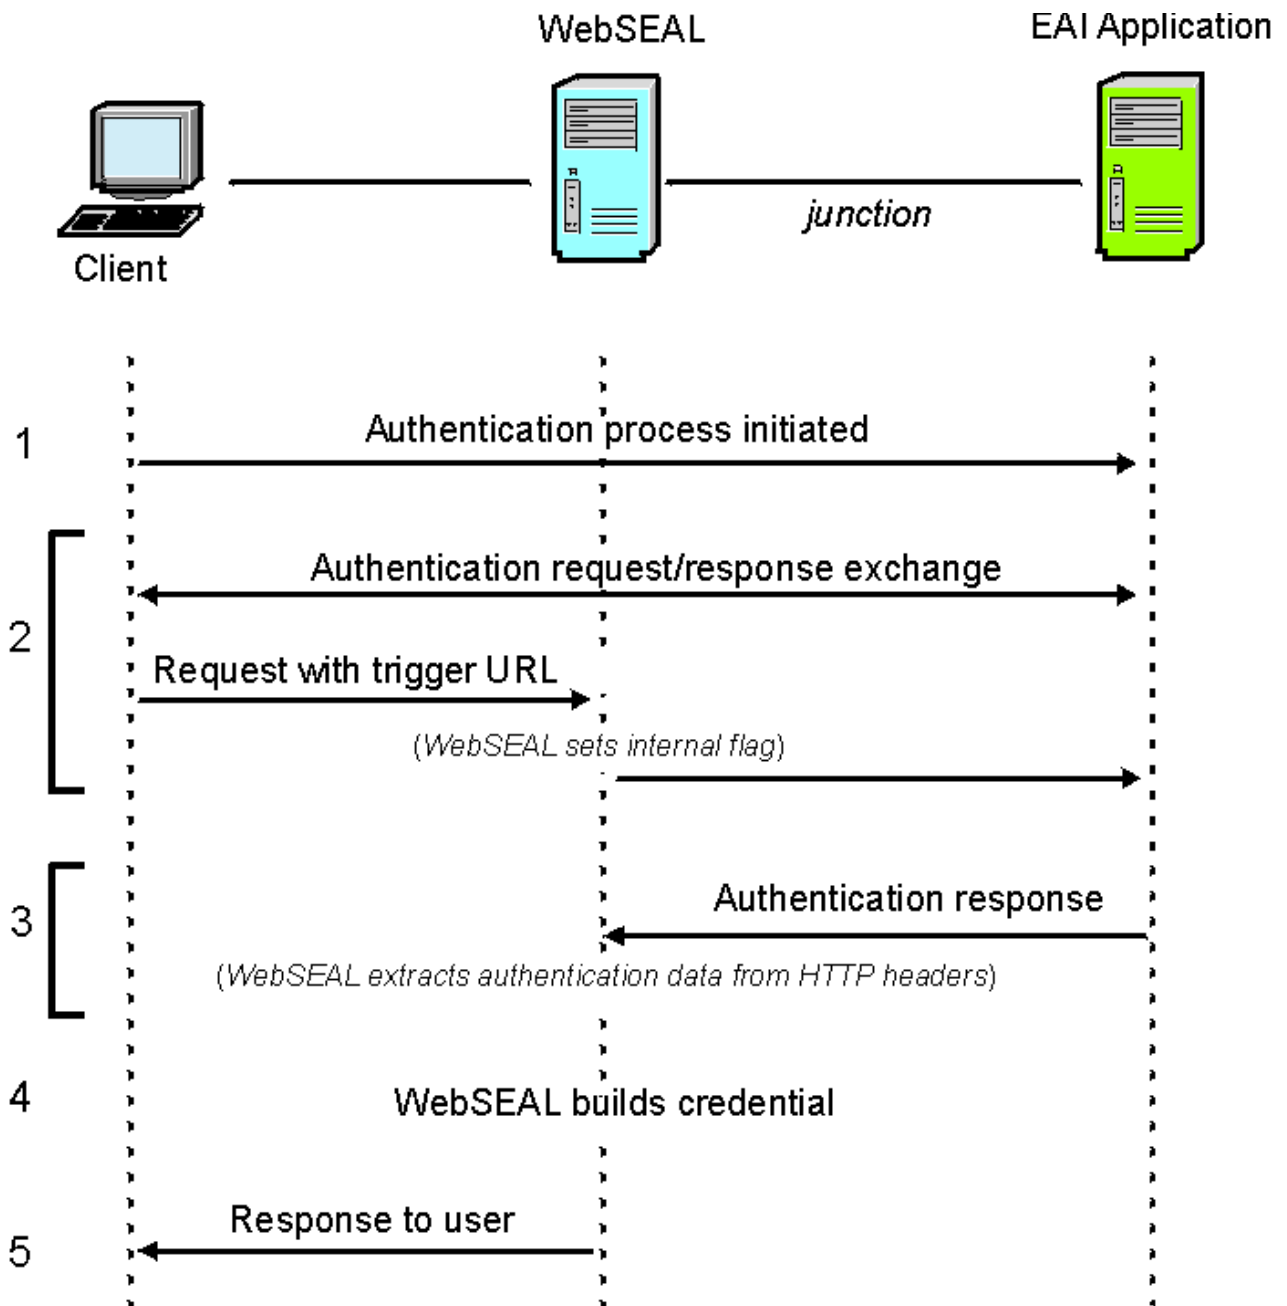 WebSEAL
EAI Application
junction
Client
1
Authentication process initiated
2
Authentication request/response exchange
Request with trigger URL
(WebSEAL sets internal flag)
3
Authentication response
(WebSEAL extracts authentication data from HTTP headers)
4
WebSEAL builds credential
5
Response to user